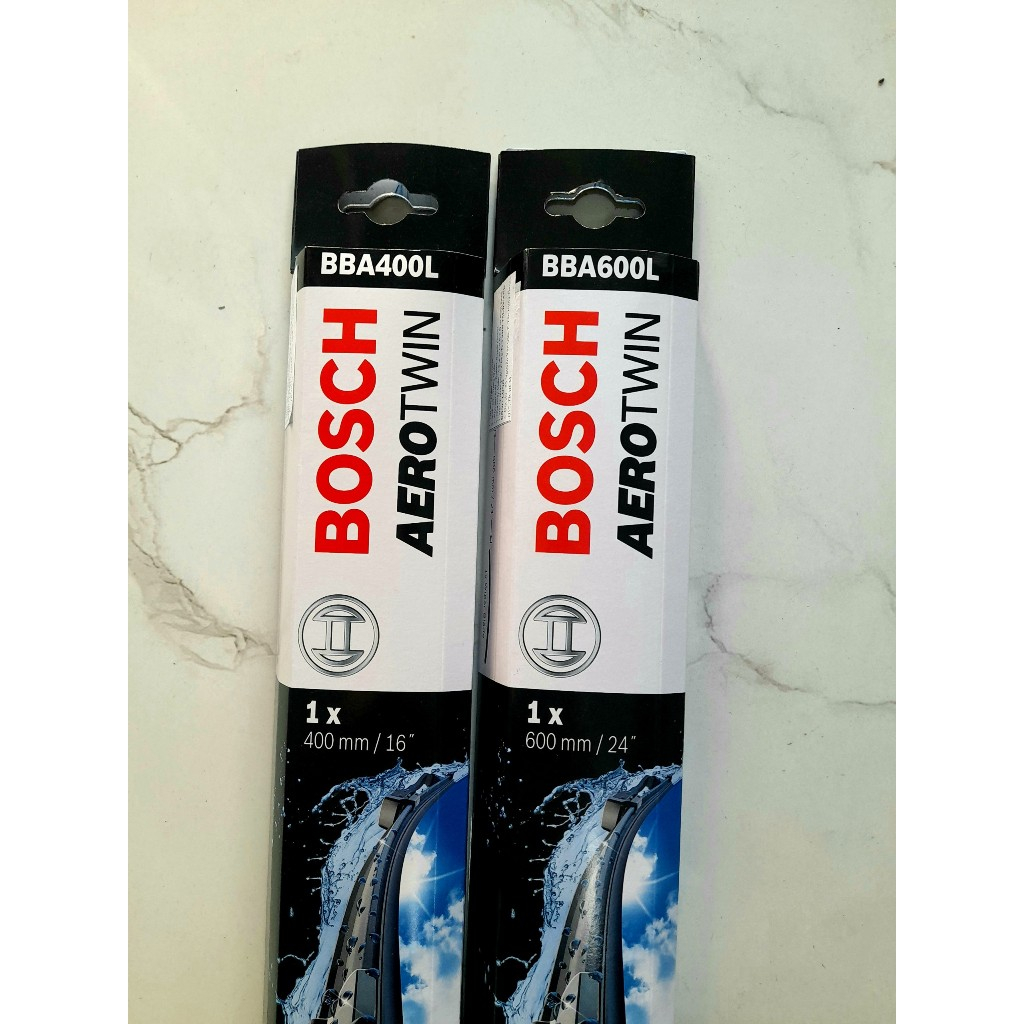 BBA400L
BOSCH
AEROTWIN
1 x
400 mm / 16"
BBA600L
BOSCH
AEROTWIN
1 x
600 mm / 24"